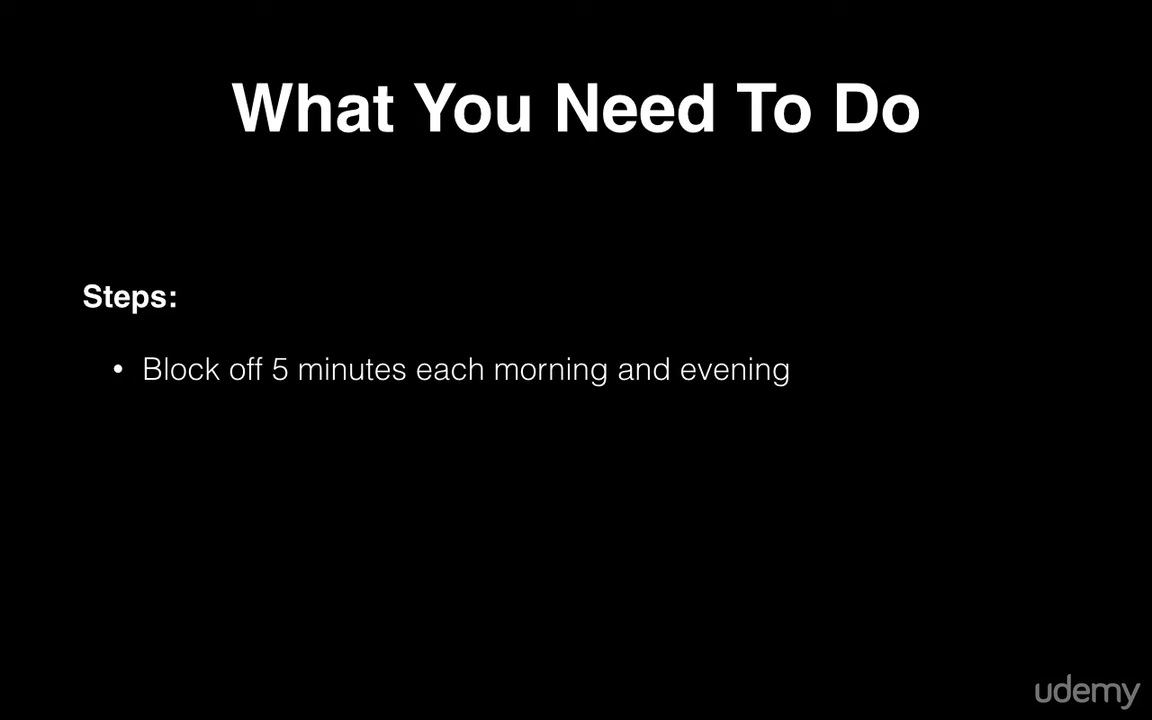 What You Need To Do
Steps:
• Block off 5 minutes each morning and evening
udemy